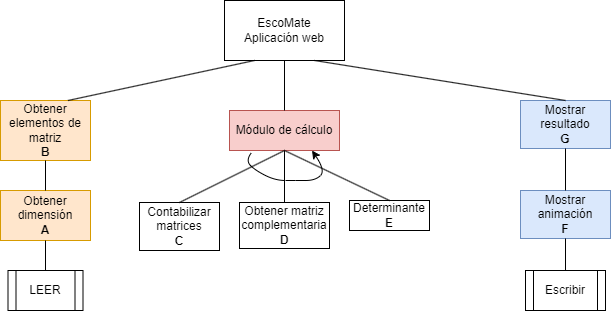 EscoMate
Aplicación web
Obtener
elementos de
matriz
B
Módulo de cálculo
Mostrar
resultado
G
Obtener
dimensión
A
Contabilizar
matrices
C
Obtener matriz
complementaria
D
Determinante
E
Mostrar
animación
F
LEER
Escribir